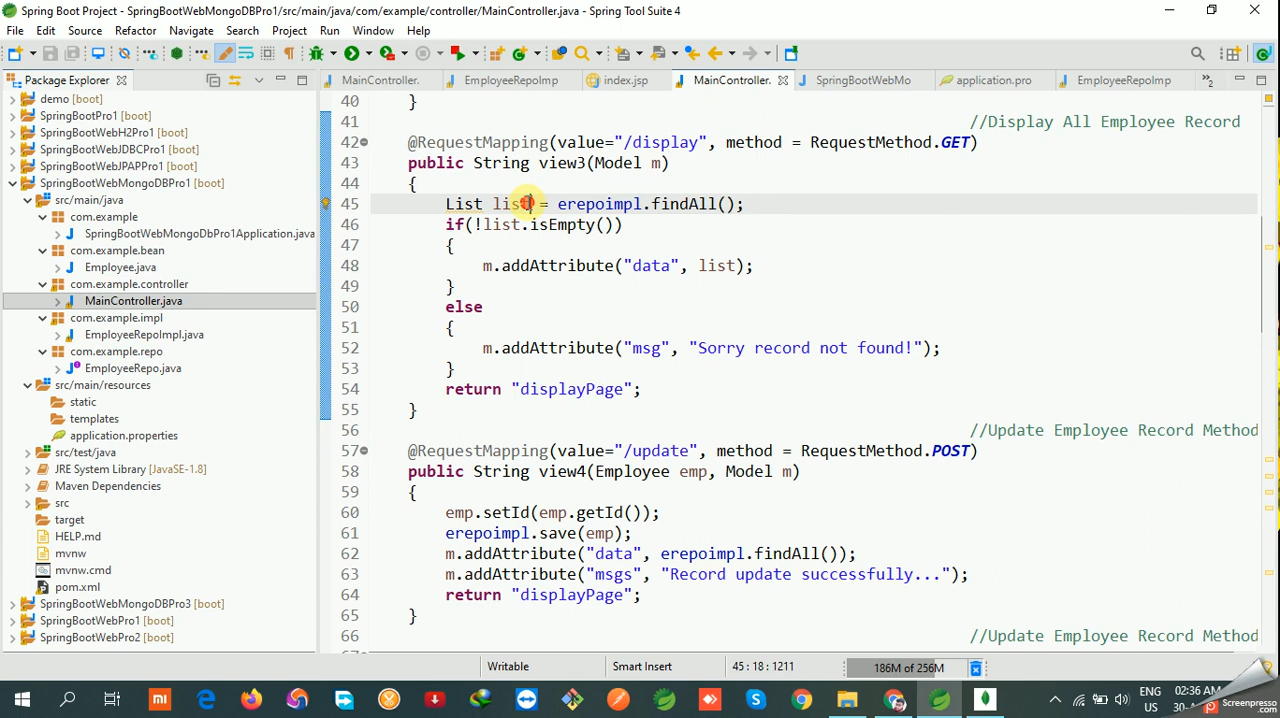 Spring Boot Project - SpringBootWebMongoDBPro1/src/main/java/com/example/controller/MainController.java - Spring Tool Suite 4
File Edit Source Refactor Navigate Search Project Run Window Help
Package Explorer
MainController.
EmployeeRepoImp
index.jsp
MainController.
SpringBootWebMo
application.pro
EmployeeRepoImp
2
demo [boot]
SpringBootPro1 [boot]
SpringBootWebH2Pro1 [boot]
SpringBootWebJDBCPro1 [boot]
SpringBootWebJPAPPro1 [boot]
SpringBootWebMongoDBPro1 [boot]
src/main/java
com.example
SpringBootWebMongoDbPro1Application.java
com.example.bean
Employee.java
com.example.controller
MainController.java
com.example.impl
EmployeeRepoImpl.java
com.example.repo
EmployeeRepo.java
src/main/resources
static
templates
application.properties
src/test/java
JRE System Library [JavaSE-1.8]
Maven Dependencies
src
target
HELP.md
mvnw
mvnw.cmd
pom.xml
SpringBootWebMongoDBPro3 [boot]
SpringBootWebPro1 [boot]
SpringBootWebPro2 [boot]
40 }
41 //Display All Employee Record
42 @RequestMapping(value="/display", method = RequestMethod.GET)
43 public String view3(Model m)
44 {
45 List list = erepoimpl.findAll();
46 if(!list.isEmpty())
47 {
48 m.addAttribute("data", list);
49 }
50 else
51 {
52 m.addAttribute("msg", "Sorry record not found!");
53 }
54 return "displayPage";
55 }
56 //Update Employee Record Method
57 @RequestMapping(value="/update", method = RequestMethod.POST)
58 public String view4(Employee emp, Model m)
59 {
60 emp.setId(emp.getId());
61 erepoimpl.save(emp);
62 m.addAttribute("data", erepoimpl.findAll());
63 m.addAttribute("msgs", "Record update successfully...");
64 return "displayPage";
65 }
66 //Update Employee Record Method
Writable
Smart Insert
45 : 18 : 1211
186M of 256M
ENG
US
02:36 AM
Screenpresso
.com